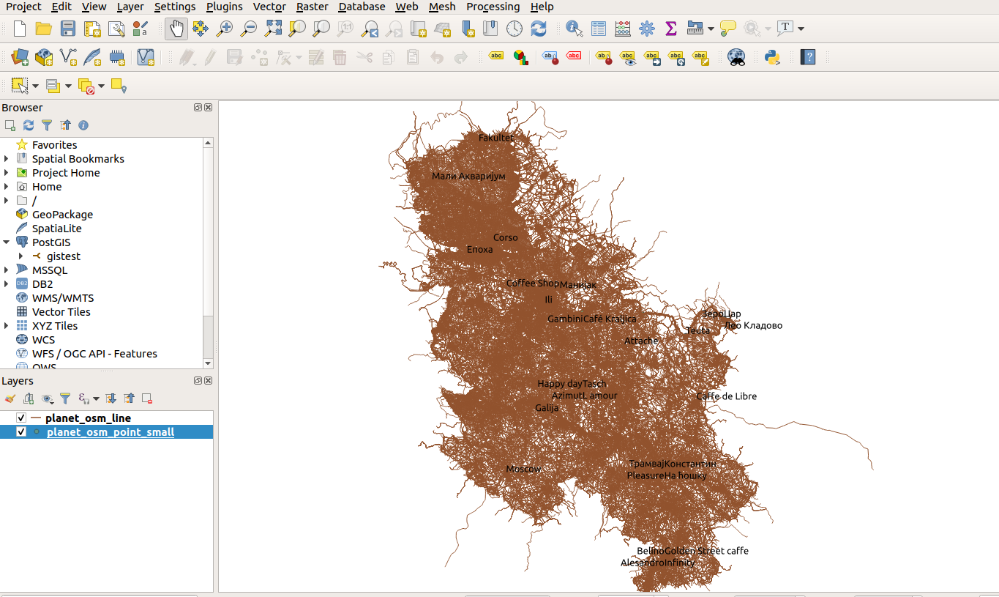 Project Edit View Layer Settings Plugins Vector Raster Database Web Mesh Processing Help
Browser
Favorites
Spatial Bookmarks
Project Home
Home
/
GeoPackage
SpatiaLite
PostGIS
gistest
MSSQL
DB2
WMS/WMTS
Vector Tiles
XYZ Tiles
WCS
WFS / OGC API - Features
OWS
Layers
planet_osm_line
planet_osm_point_small
Fakultet
Мали Акваријум
Corso
Епоха
Coffee Shop РМанијак
Ili
GambiniCafé Kraljica
ЗероЦар
Лео Кладово
Teuta
Attache
Happy dayTasch
AzimutL amour
Galija
Caffe de Libre
ТрамвајКонстантин
PleasureНа ћошку
Moscow
BelinoGolden Street caffe
AlesandroInfinity